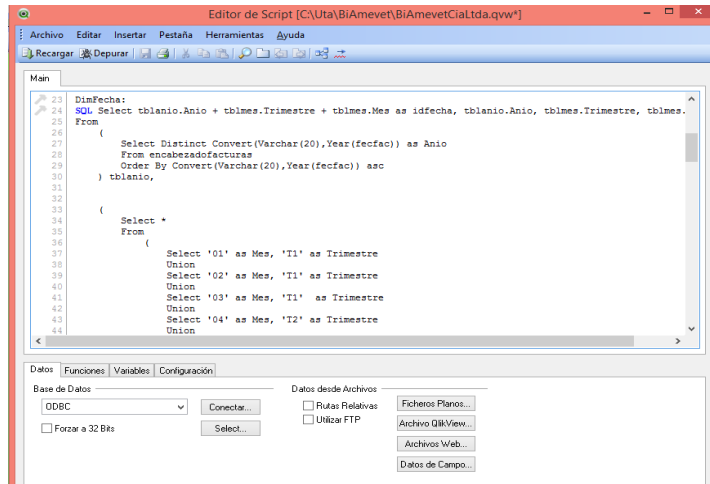 Editor de Script [C:\Uta\BiAmevet\BiAmevetCiaLtda.qvw*]
Archivo Editar Insertar Pestaña Herramientas Ayuda
Recargar Depurar
Main
23 DimFecha:
24 SQL Select tblanio.Anio + tblmes.Trimestre + tblmes.Mes as idfecha, tblanio.Anio, tblmes.Trimestre, tblmes.
25 From
26 (
27 Select Distinct Convert(Varchar(20),Year(fecfac)) as Anio
28 From encabezadofacturas
29 Order By Convert(Varchar(20),Year(fecfac)) asc
30 ) tblanio,
31
32
33 (
34 Select *
35 From
36 (
37 Select '01' as Mes, 'T1' as Trimestre
38 Union
39 Select '02' as Mes, 'T1' as Trimestre
40 Union
41 Select '03' as Mes, 'T1'  as Trimestre
42 Union
43 Select '04' as Mes, 'T2' as Trimestre
44 Union
Datos Funciones Variables Configuración
Base de Datos
ODBC
Conectar...
Forzar a 32 Bits
Select...
Datos desde Archivos
Rutas Relativas
Utilizar FTP
Ficheros Planos...
Archivo QlikView...
Archivos Web...
Datos de Campo...